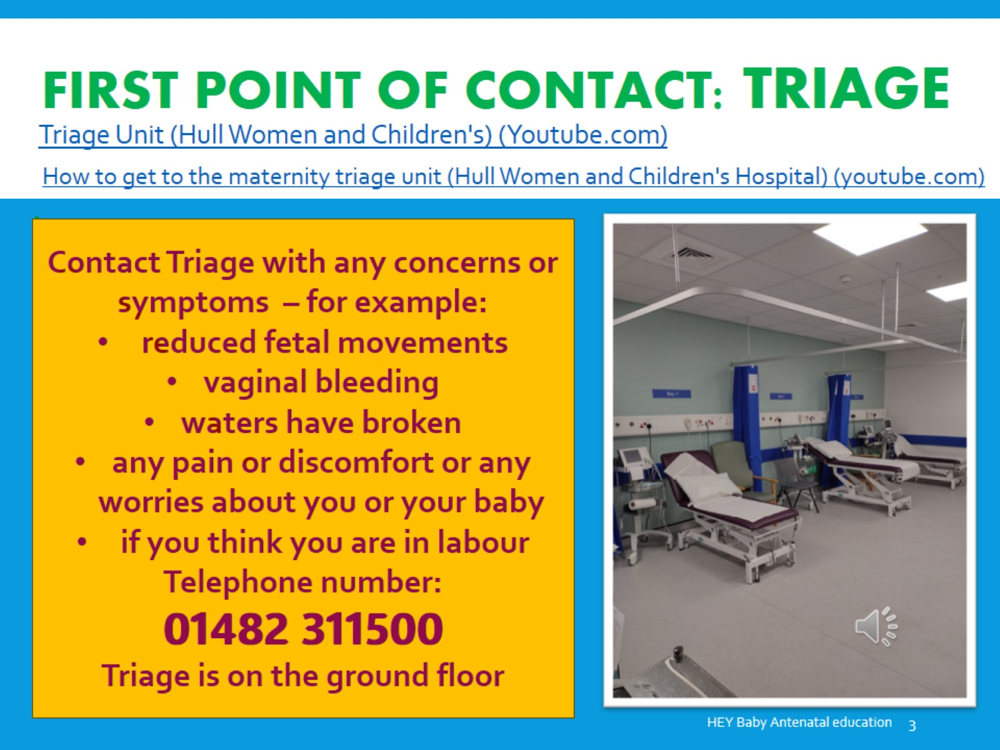 FIRST POINT OF CONTACT: TRIAGE
Triage Unit (Hull Women and Children's) (Youtube.com)
How to get to the maternity triage unit (Hull Women and Children's Hospital) (youtube.com)
Contact Triage with any concerns or
symptoms – for example:
• reduced fetal movements
• vaginal bleeding
• waters have broken
• any pain or discomfort or any
worries about you or your baby
• if you think you are in labour
Telephone number:
01482 311500
Triage is on the ground floor
Bay 1
HEY Baby Antenatal education 3